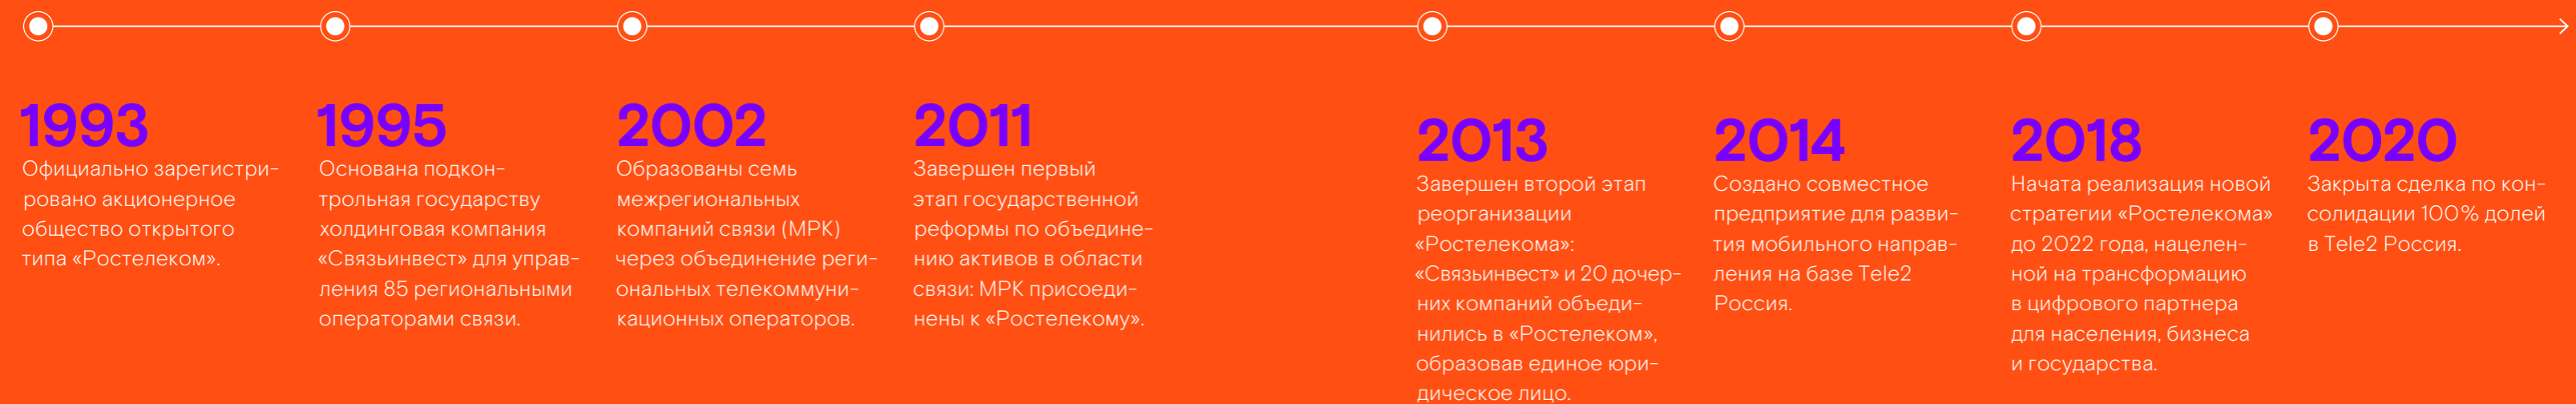 1993
Официально зарегистри-
ровано акционерное
общество открытого
типа «Ростелеком».
1995
Основана подкон-
трольная государству
холдинговая компания
«Связьинвест» для управ-
ления 85 региональными
операторами связи.
2002
Образованы семь
межрегиональных
компаний связи (МРК)
через объединение реги-
ональных телекоммуни-
кационных операторов.
2011
Завершен первый
этап государственной
реформы по объедине-
нию активов в области
связи: МРК присоеди-
нены к «Ростелекому».
2013
Завершен второй этап
реорганизации
«Ростелекома»:
«Связьинвест» и 20 дочер-
них компаний объеди-
нились в «Ростелеком»,
образовав единое юри-
дическое лицо.
2014
Создано совместное
предприятие для разви-
тия мобильного направ-
ления на базе Tele2
Россия.
2018
Начата реализация новой
стратегии «Ростелекома»
до 2022 года, нацелен-
ной на трансформацию
в цифрового партнера
для населения, бизнеса
и государства.
2020
Закрыта сделка по кон-
солидации 100% долей
в Tele2 Россия.